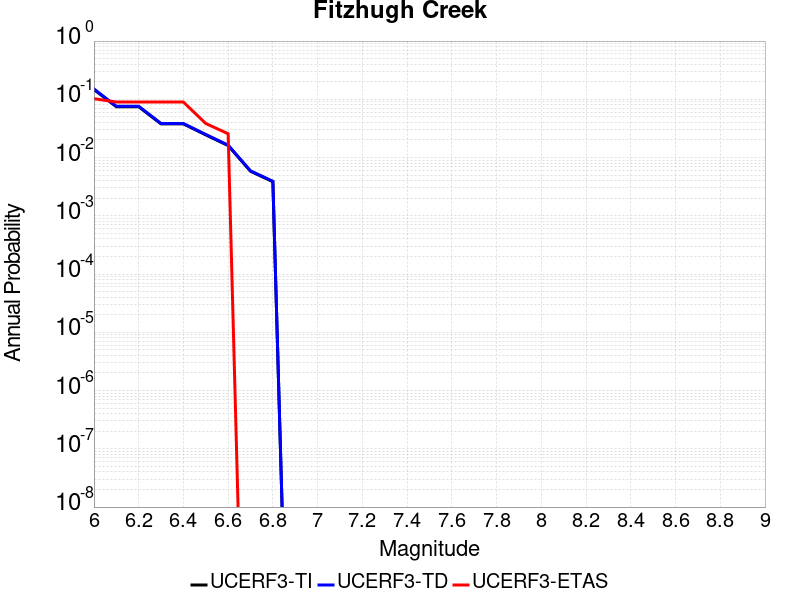 Fitzhugh Creek
Annual Probability
10^0
10^-1
10^-2
10^-3
10^-4
10^-5
10^-6
10^-7
10^-8
6 6.2 6.4 6.6 6.8 7 7.2 7.4 7.6 7.8 8 8.2 8.4 8.6 8.8 9
Magnitude
UCERF3-TI UCERF3-TD UCERF3-ETAS